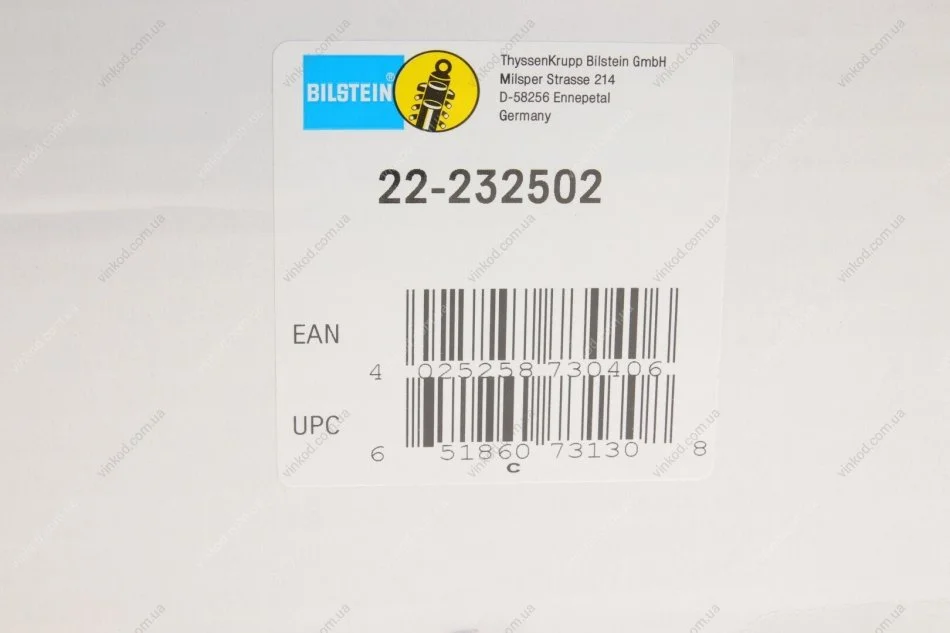 BILSTEIN®
ThyssenKrupp Bilstein GmbH
Milsper Strasse 214
D-58256 Ennepetal
Germany
22-232502
EAN
4 025258 730406
UPC
6 51860 73130 8
C
vinkod.com.ua